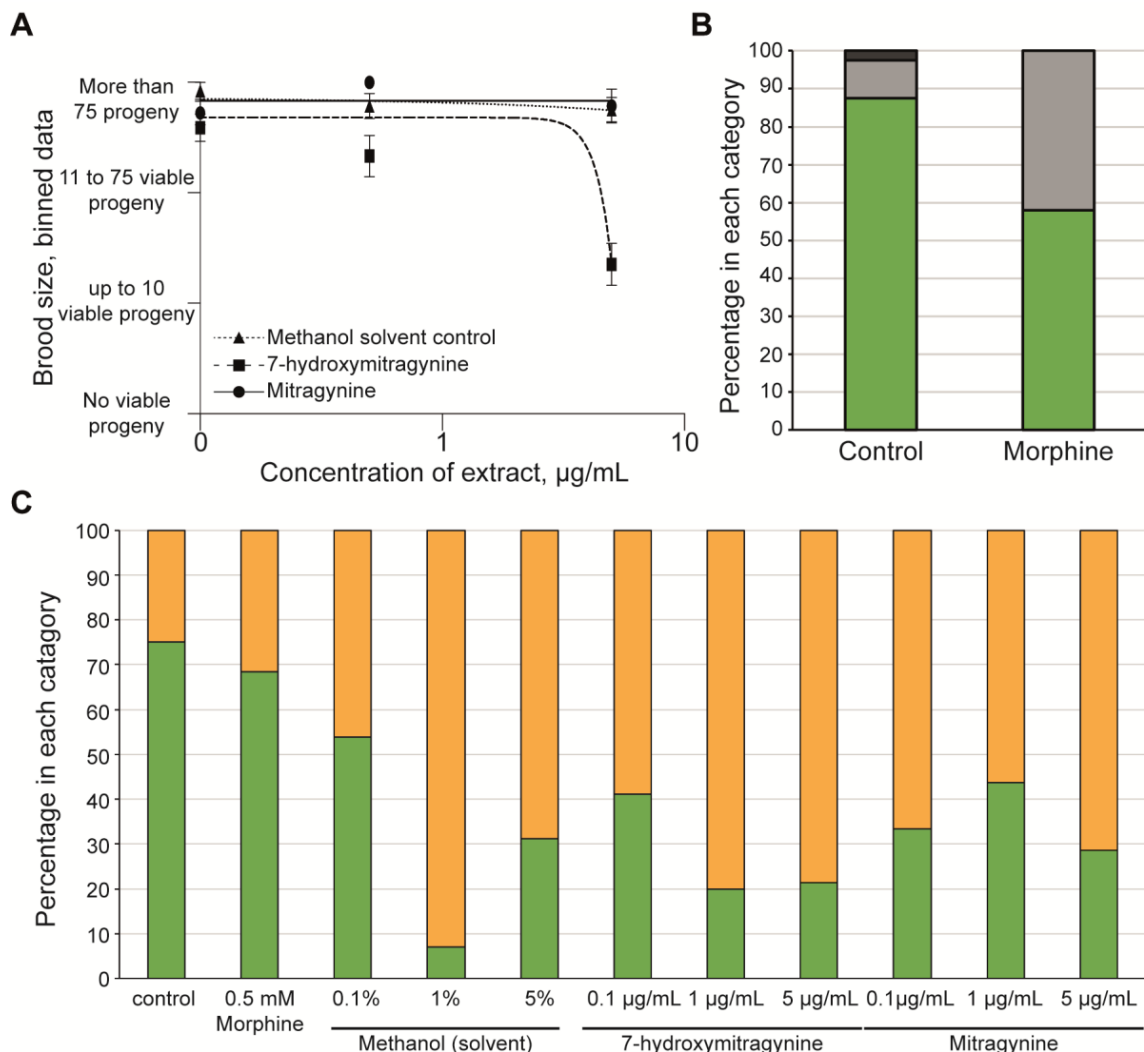 A
Brood size, binned data
More than
75 progeny
11 to 75 viable
progeny
up to 10
viable progeny
No viable
progeny
Methanol solvent control
7-hydroxymitragynine
Mitragynine
0
1
10
Concentration of extract, µg/mL
B
Percentage in each category
100
90
80
70
60
50
40
30
20
10
0
Control
Morphine
C
Percentage in each catagory
100
90
80
70
60
50
40
30
20
10
0
control
0.5 mM
Morphine
0.1%
1%
5%
Methanol (solvent)
0.1 µg/mL
1 µg/mL
5 µg/mL
7-hydroxymitragynine
0.1µg/mL
1 µg/mL
5 µg/mL
Mitragynine